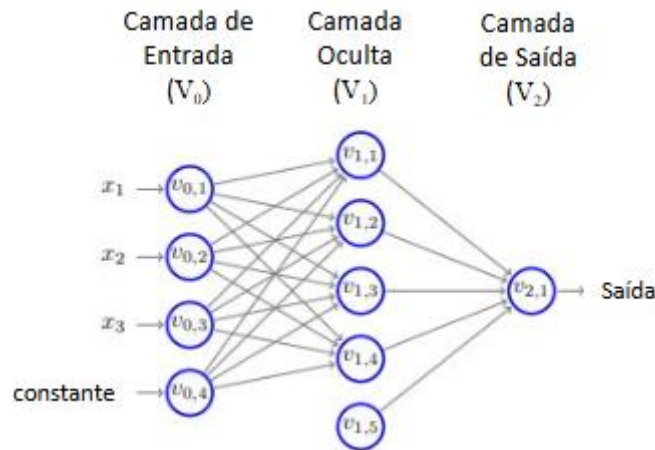 Camada de Entrada (V₀)
Camada Oculta (V₁)
Camada de Saída (V₂)
x₁
v₀,₁
x₂
v₀,₂
x₃
v₀,₃
constante
v₀,₄
v₁,₁
v₁,₂
v₁,₃
v₁,₄
v₁,₅
v₂,₁
Saída